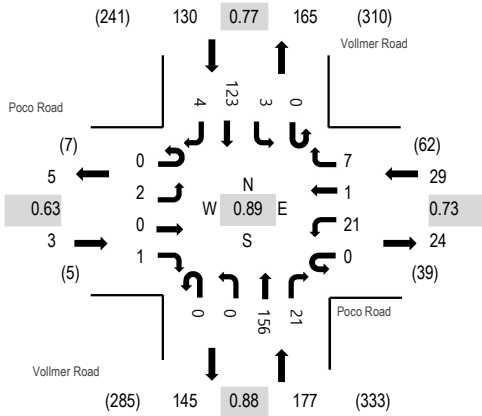 (241) 130 0.77 165 (310)
Vollmer Road
Poco Road
4 123 3 0
(7)
5
0.63
3
(5)
0
2
0
1
N
W 0.89 E
S
7
1
21
0
(62)
29
0.73
24
(39)
0 0 156 21
Poco Road
Vollmer Road
(285) 145 0.88 177 (333)